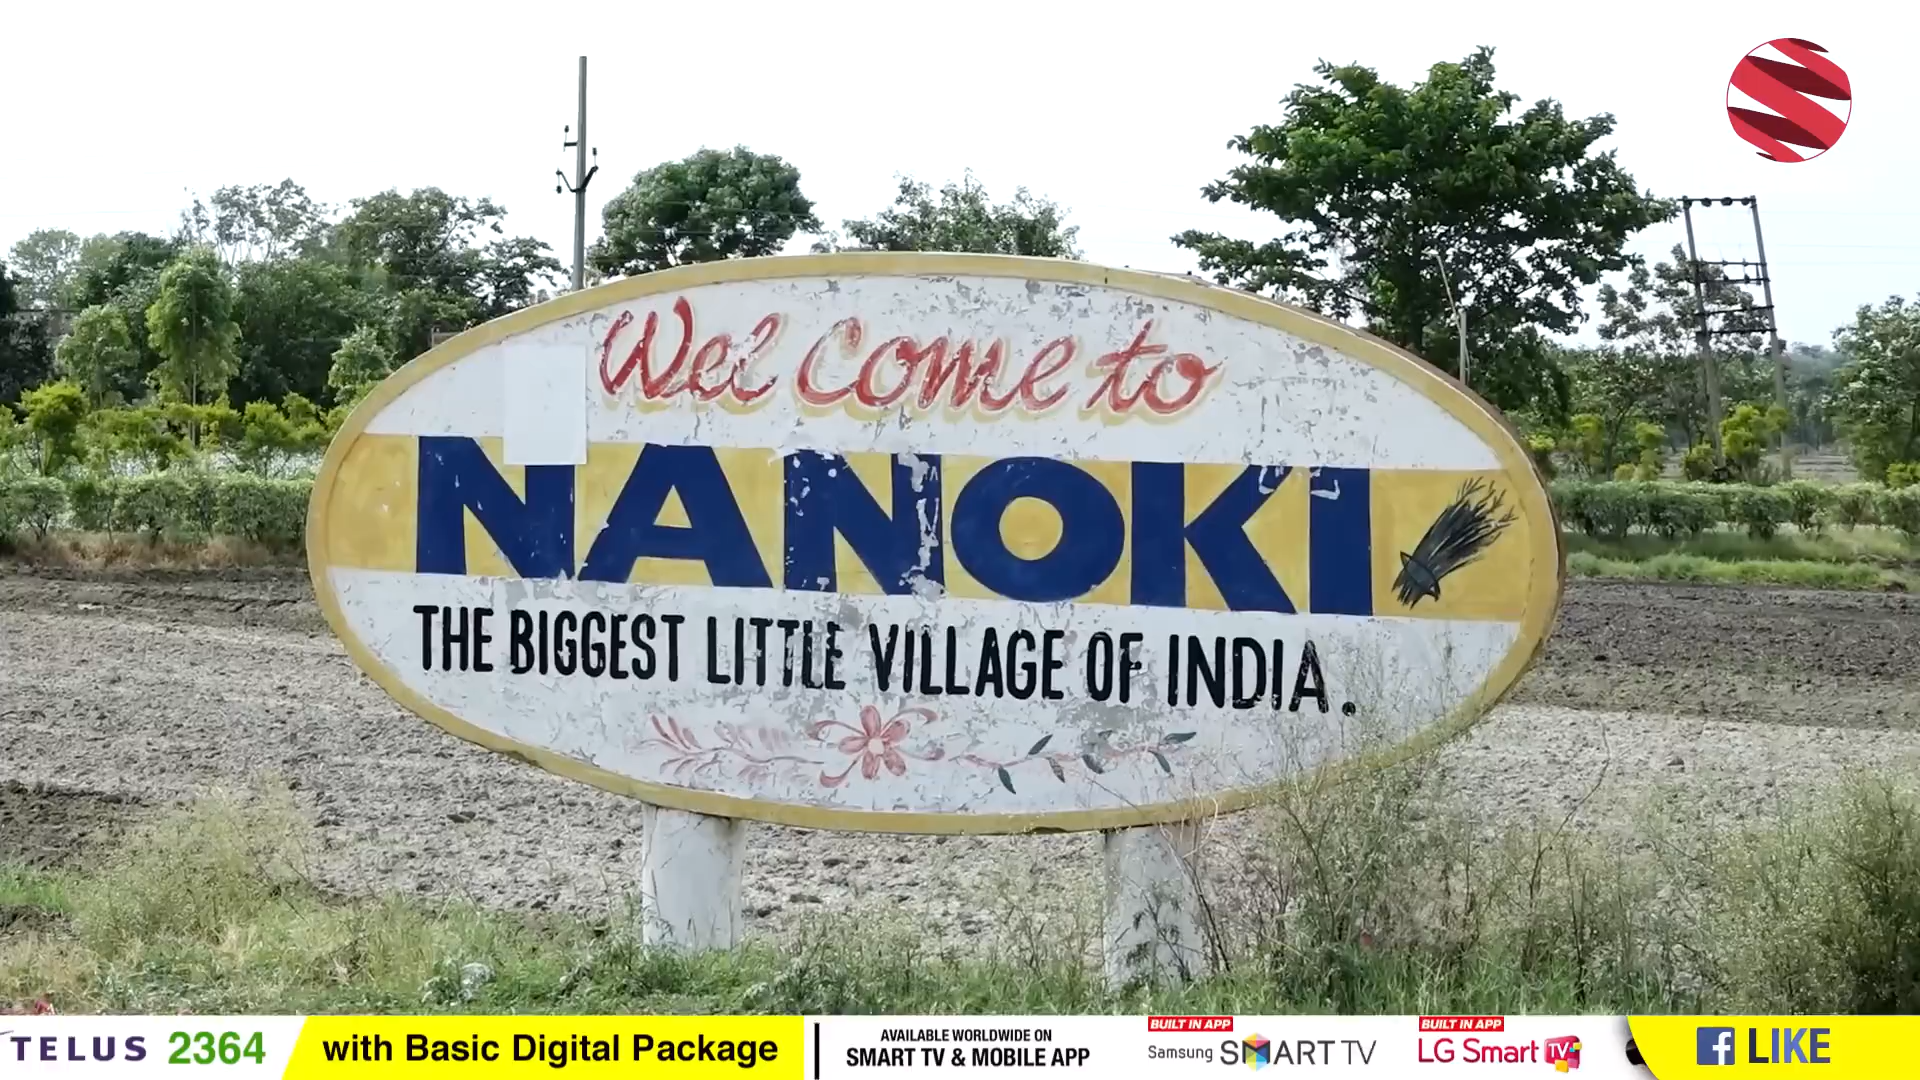 Wel Come to
NANOKI
THE BIGGEST LITTLE VILLAGE OF INDIA.
TELUS 2364
with Basic Digital Package
AVAILABLE WORLDWIDE ON
SMART TV & MOBILE APP
BUILT IN APP
Samsung SMART TV
BUILT IN APP
LG Smart TV
f LIKE